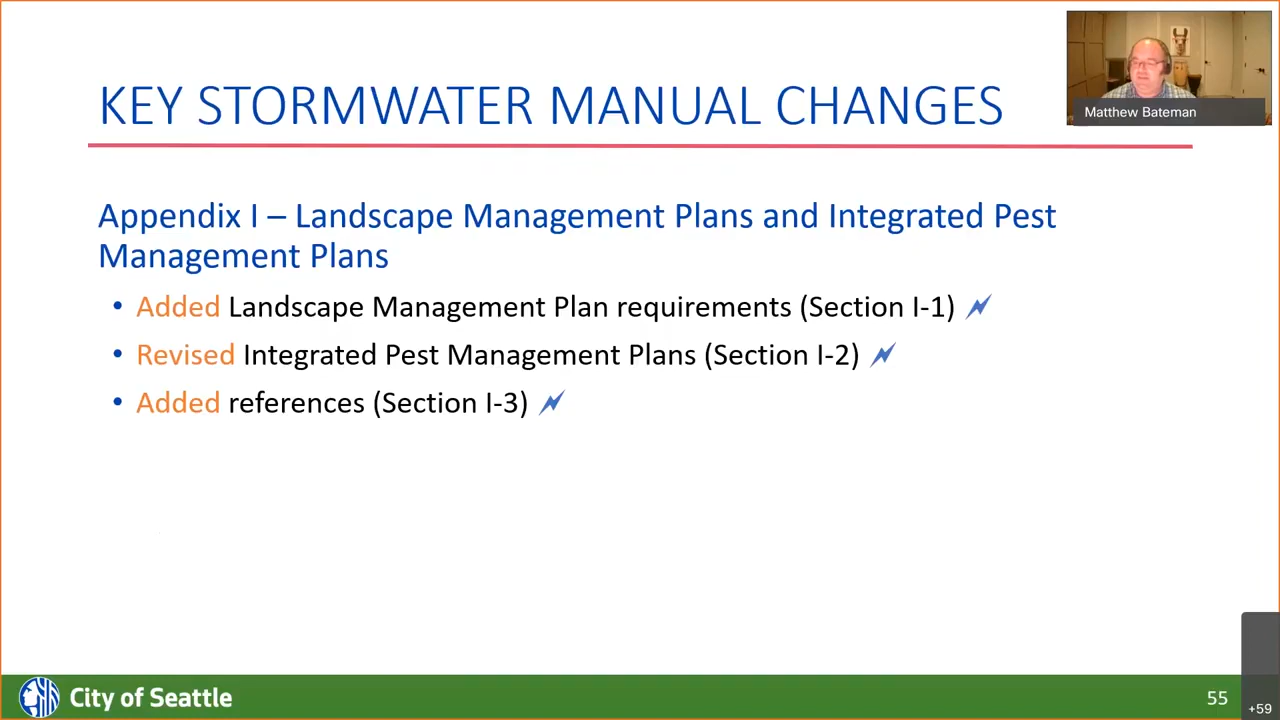 KEY STORMWATER MANUAL CHANGES
Matthew Bateman
Appendix I – Landscape Management Plans and Integrated Pest
Management Plans
• Added Landscape Management Plan requirements (Section I-1)
• Revised Integrated Pest Management Plans (Section I-2)
• Added references (Section I-3)
City of Seattle
55
+59